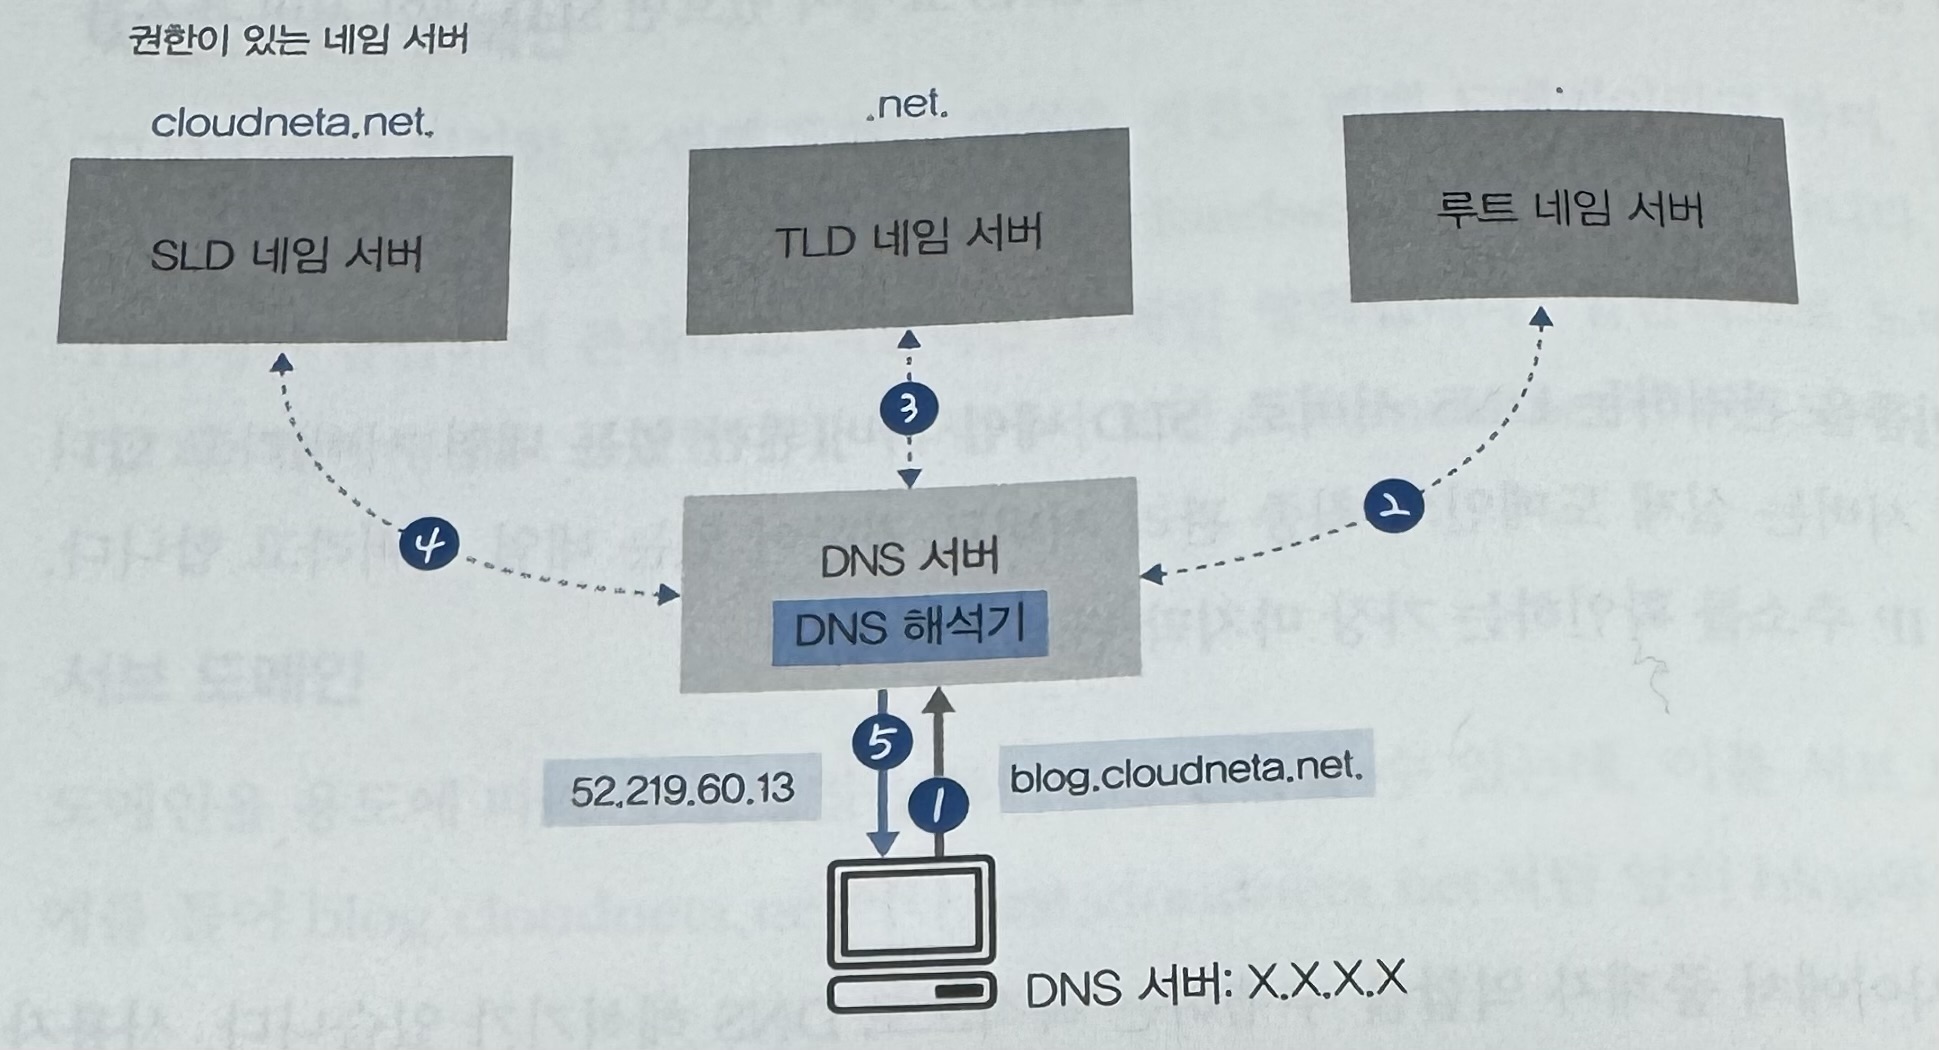 권한이 있는 네임 서버
cloudneta.net.
.net.
.
SLD 네임 서버
TLD 네임 서버
루트 네임 서버
3
2
4
DNS 서버
DNS 해석기
5
52.219.60.13
1
blog.cloudneta.net.
DNS 서버: X.X.X.X